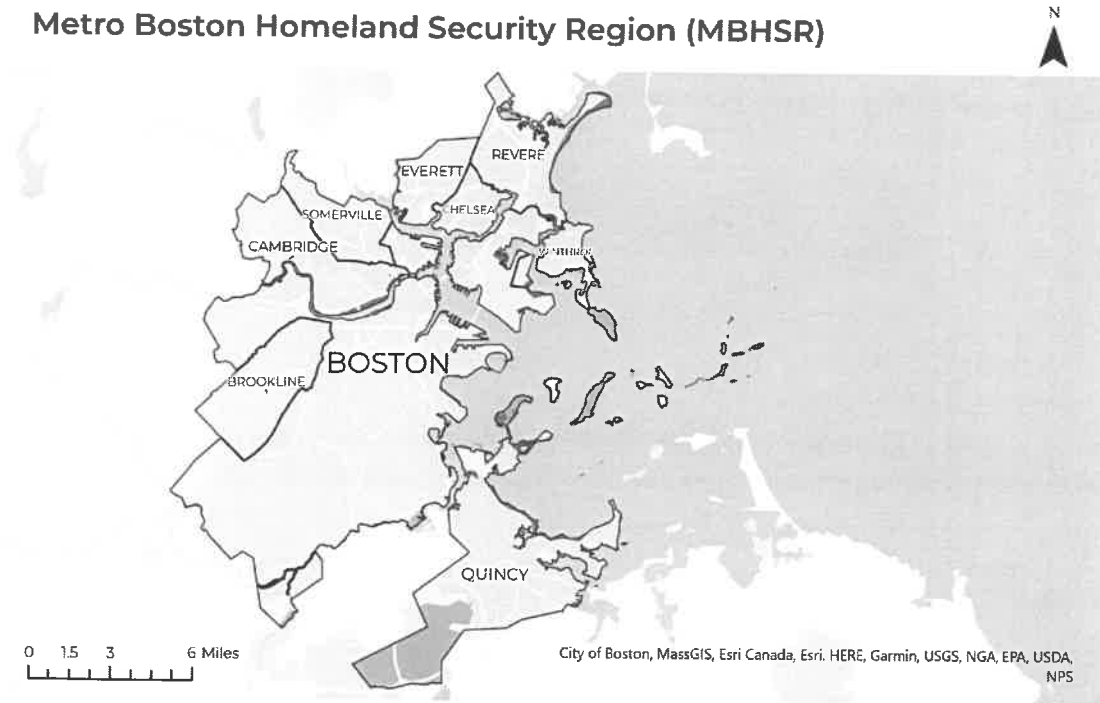 Metro Boston Homeland Security Region (MBHSR)
N
REVERE
EVERETT
CHELSEA
SOMERVILLE
CAMBRIDGE
WINTHROP
BOSTON
BROOKLINE
QUINCY
0 1.5 3 6 Miles
City of Boston, MassGIS, Esri Canada, Esri. HERE, Garmin, USGS, NGA, EPA, USDA,
NPS